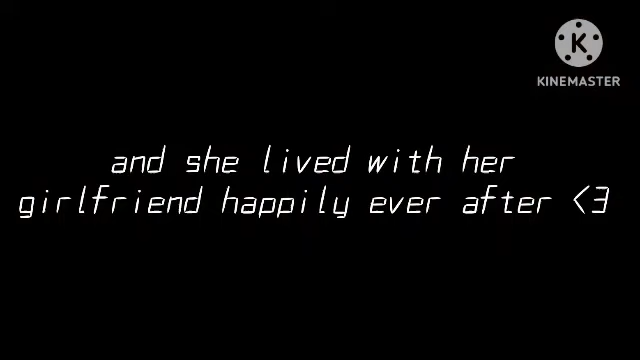 KINEMASTER
and she lived with her
girlfriend happily ever after <3